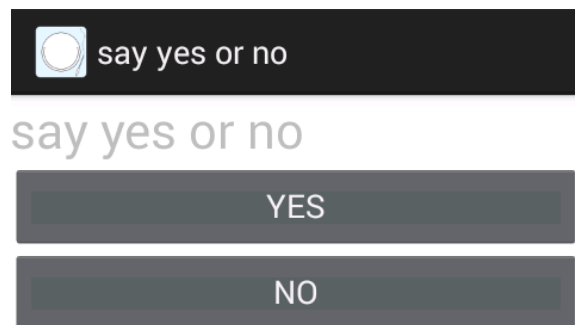 say yes or no
say yes or no
YES
NO